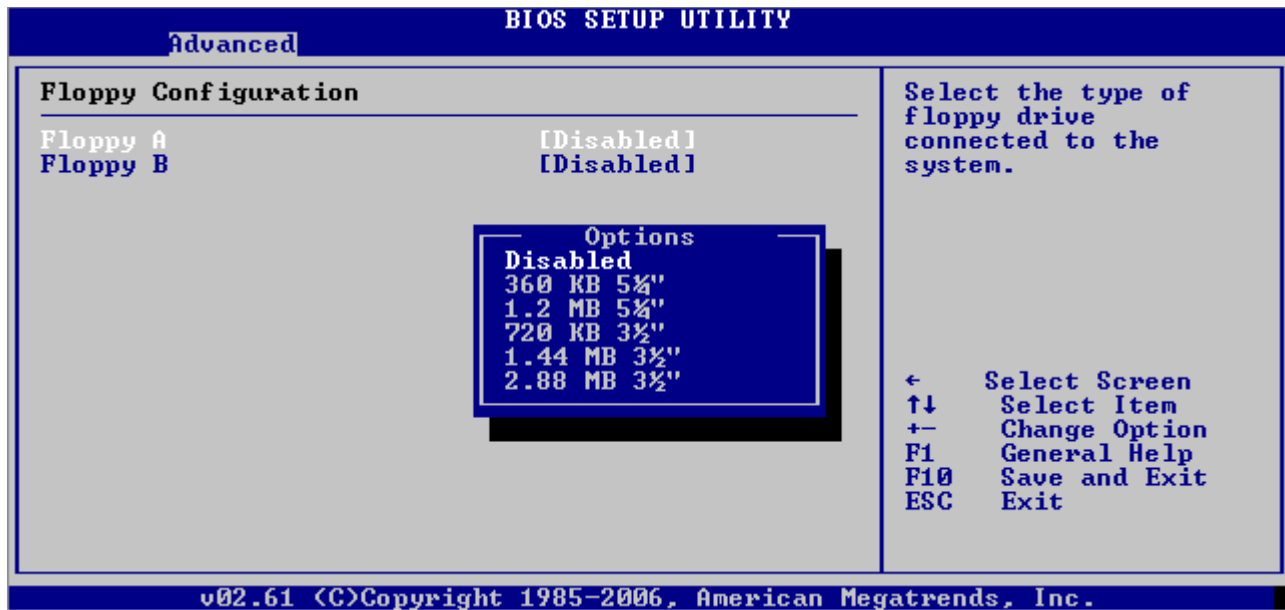 BIOS SETUP UTILITY
Advanced
Floppy Configuration
Floppy A [Disabled]
Floppy B [Disabled]
Options
Disabled
360 KB 5¼"
1.2 MB 5¼"
720 KB 3½"
1.44 MB 3½"
2.88 MB 3½"
Select the type of
floppy drive
connected to the
system.
← Select Screen
↑↓ Select Item
+- Change Option
F1 General Help
F10 Save and Exit
ESC Exit
v02.61 (C)Copyright 1985-2006, American Megatrends, Inc.